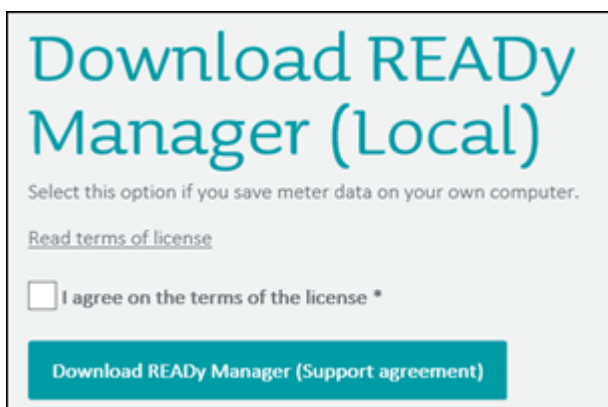 Download READy
Manager (Local)
Select this option if you save meter data on your own computer.
Read terms of license
I agree on the terms of the license *
Download READy Manager (Support agreement)